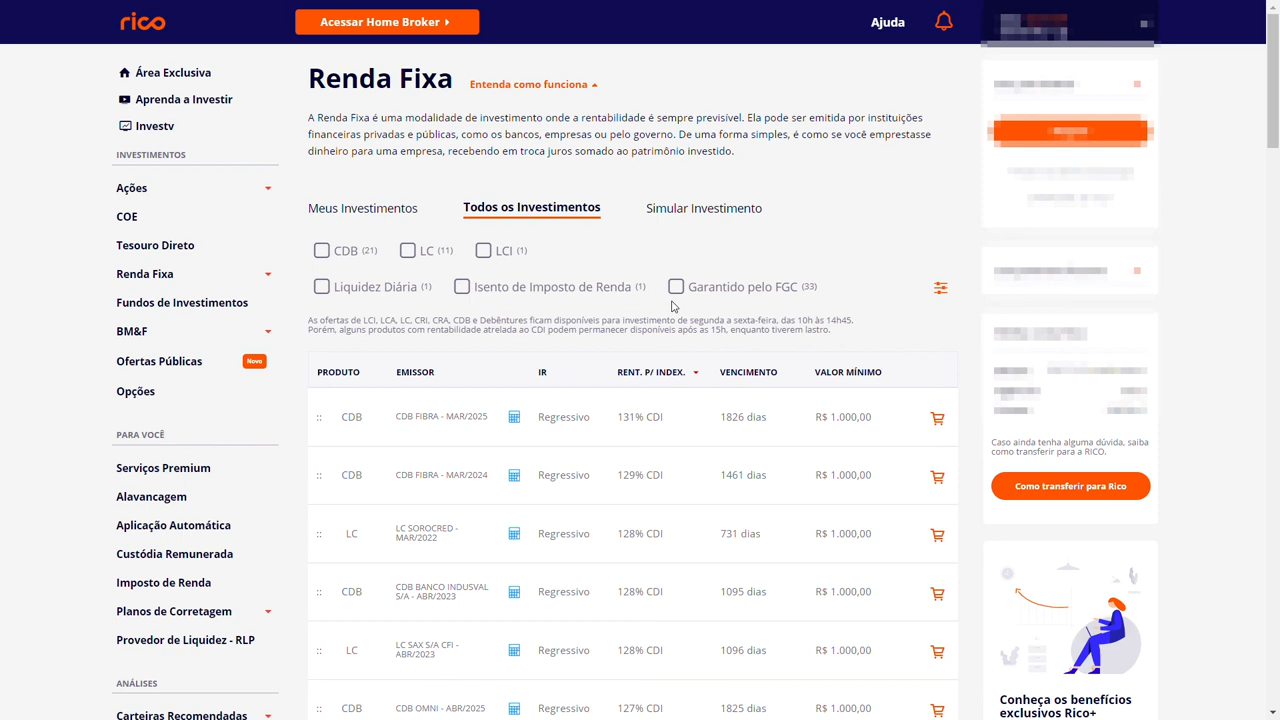 rico
Acessar Home Broker
Ajuda
Área Exclusiva
Aprenda a Investir
Investv
INVESTIMENTOS
Ações
COE
Tesouro Direto
Renda Fixa
Fundos de Investimentos
BM&F
Ofertas Públicas Novo
Opções
PARA VOCÊ
Serviços Premium
Alavancagem
Aplicação Automática
Custódia Remunerada
Imposto de Renda
Planos de Corretagem
Provedor de Liquidez - RLP
ANÁLISES
Carteiras Recomendadas
Renda Fixa Entenda como funciona
A Renda Fixa é uma modalidade de investimento onde a rentabilidade é sempre previsível. Ela pode ser emitida por instituições
financeiras privadas e públicas, como os bancos, empresas ou pelo governo. De uma forma simples, é como se você emprestasse
dinheiro para uma empresa, recebendo em troca juros somado ao patrimônio investido.
Meus Investimentos Todos os Investimentos Simular Investimento
CDB (21) LC (11) LCI (1)
Liquidez Diária (1) Isento de Imposto de Renda (1) Garantido pelo FGC (33)
As ofertas de LCI, LCA, LC, CRI, CRA, CDB e Debêntures ficam disponíveis para investimento de segunda a sexta-feira, das 10h às 14h45,
Porém, alguns produtos com rentabilidade atrelada ao CDI podem permanecer disponíveis após as 15h, enquanto tiverem lastro.
PRODUTO EMISSOR IR RENT. P/ INDEX. VENCIMENTO VALOR MÍNIMO
:: CDB CDB FIBRA - MAR/2025 Regressivo 131% CDI 1826 dias R$ 1.000,00
:: CDB CDB FIBRA - MAR/2024 Regressivo 129% CDI 1461 dias R$ 1.000,00
:: LC LC SOROCRED - MAR/2022 Regressivo 128% CDI 731 dias R$ 1.000,00
:: CDB CDB BANCO INDUSVAL S/A - ABR/2023 Regressivo 128% CDI 1095 dias R$ 1.000,00
:: LC LC SAX S/A CFI - ABR/2023 Regressivo 128% CDI 1096 dias R$ 1.000,00
:: CDB CDB OMNI - ABR/2025 Regressivo 127% CDI 1825 dias R$ 1.000,00
Caso ainda tenha alguma dúvida, saiba
como transferir para a RICO.
Como transferir para Rico
Conheça os benefícios
exclusivos Rico+